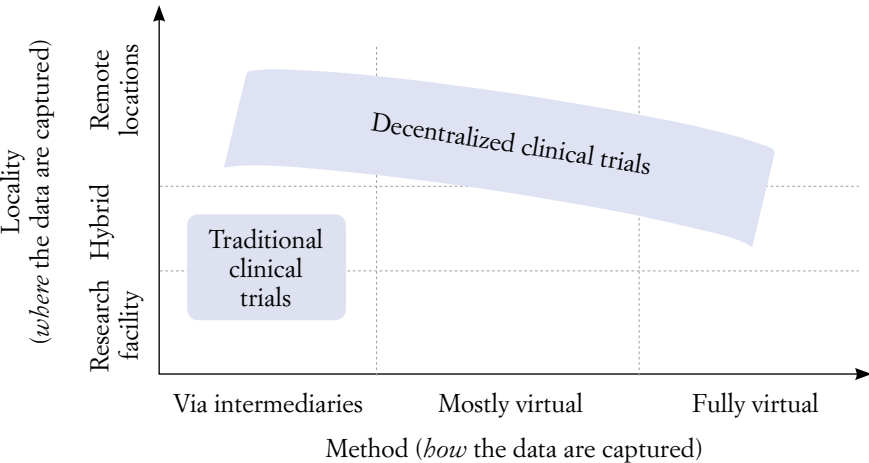 Locality
(where the data are captured)
Remote
locations
Hybrid
Research
facility
Decentralized clinical trials
Traditional
clinical
trials
Via intermediaries
Mostly virtual
Fully virtual
Method (how the data are captured)